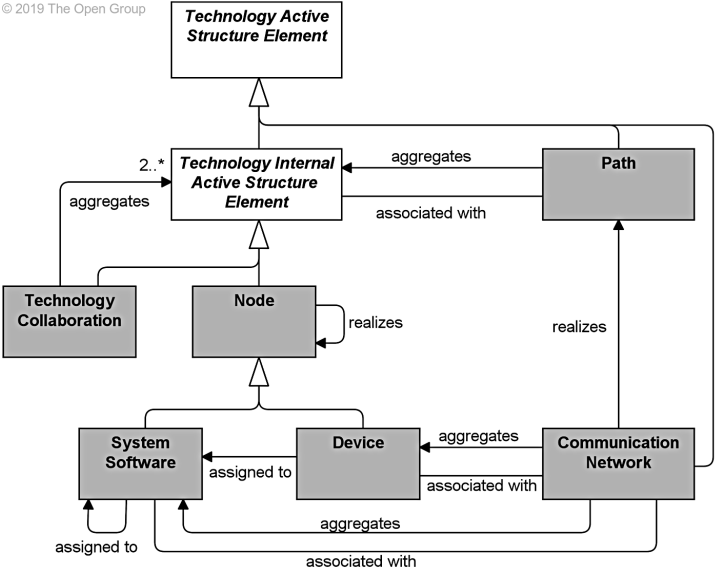 © 2019 The Open Group
Technology Active
Structure Element
2..*
Technology Internal
Active Structure
Element
aggregates
Path
aggregates
associated with
Technology
Collaboration
Node
realizes
realizes
System
Software
Device
aggregates
Communication
Network
assigned to
associated with
aggregates
assigned to
associated with